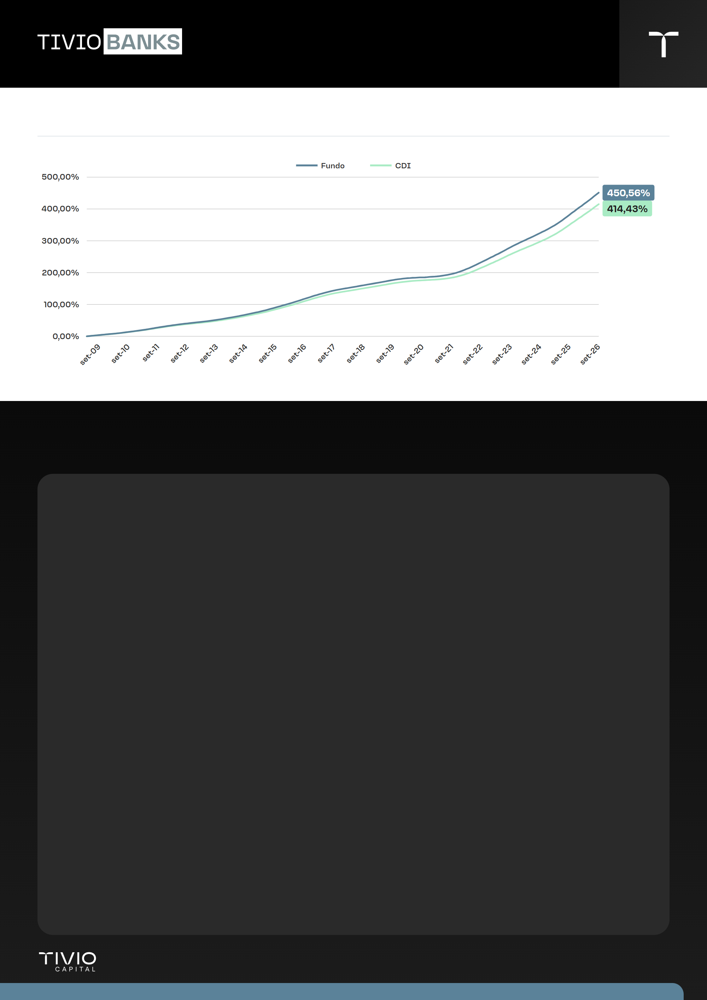 TIVIO BANKS
Fundo CDI
500,00%
450,56%
400,00%
414,43%
300,00%
200,00%
100,00%
0,00%
set-09 set-10 set-11 set-12 set-13 set-14 set-15 set-16 set-17 set-18 set-19 set-20 set-21 set-22 set-23 set-24 set-25 set-26
TIVIO
CAPITAL